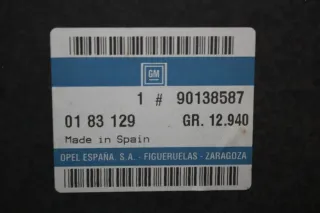 GM
1 # 90138587
01 83 129 GR. 12.940
Made in Spain
OPEL ESPAÑA. S.A. - FIGUERUELAS - ZARAGOZA